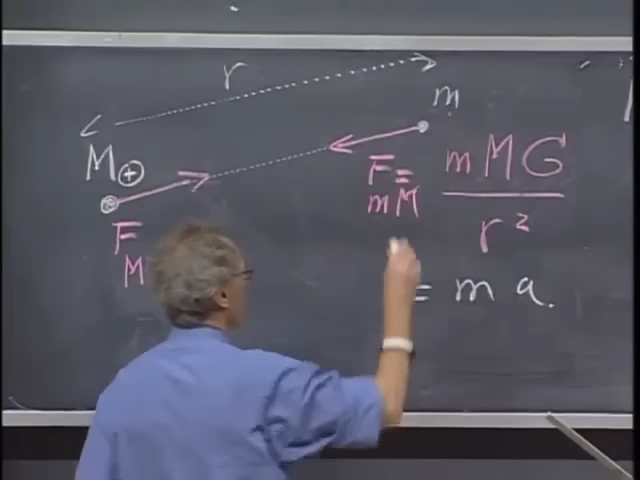 r
m
M⊕
F = mMG / r²
mM
F
M
= m a.